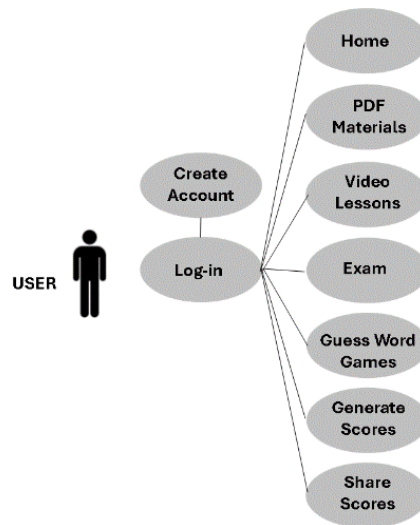 Home
PDF
Materials
Create
Account
Video
Lessons
USER
Log-in
Exam
Guess Word
Games
Generate
Scores
Share
Scores